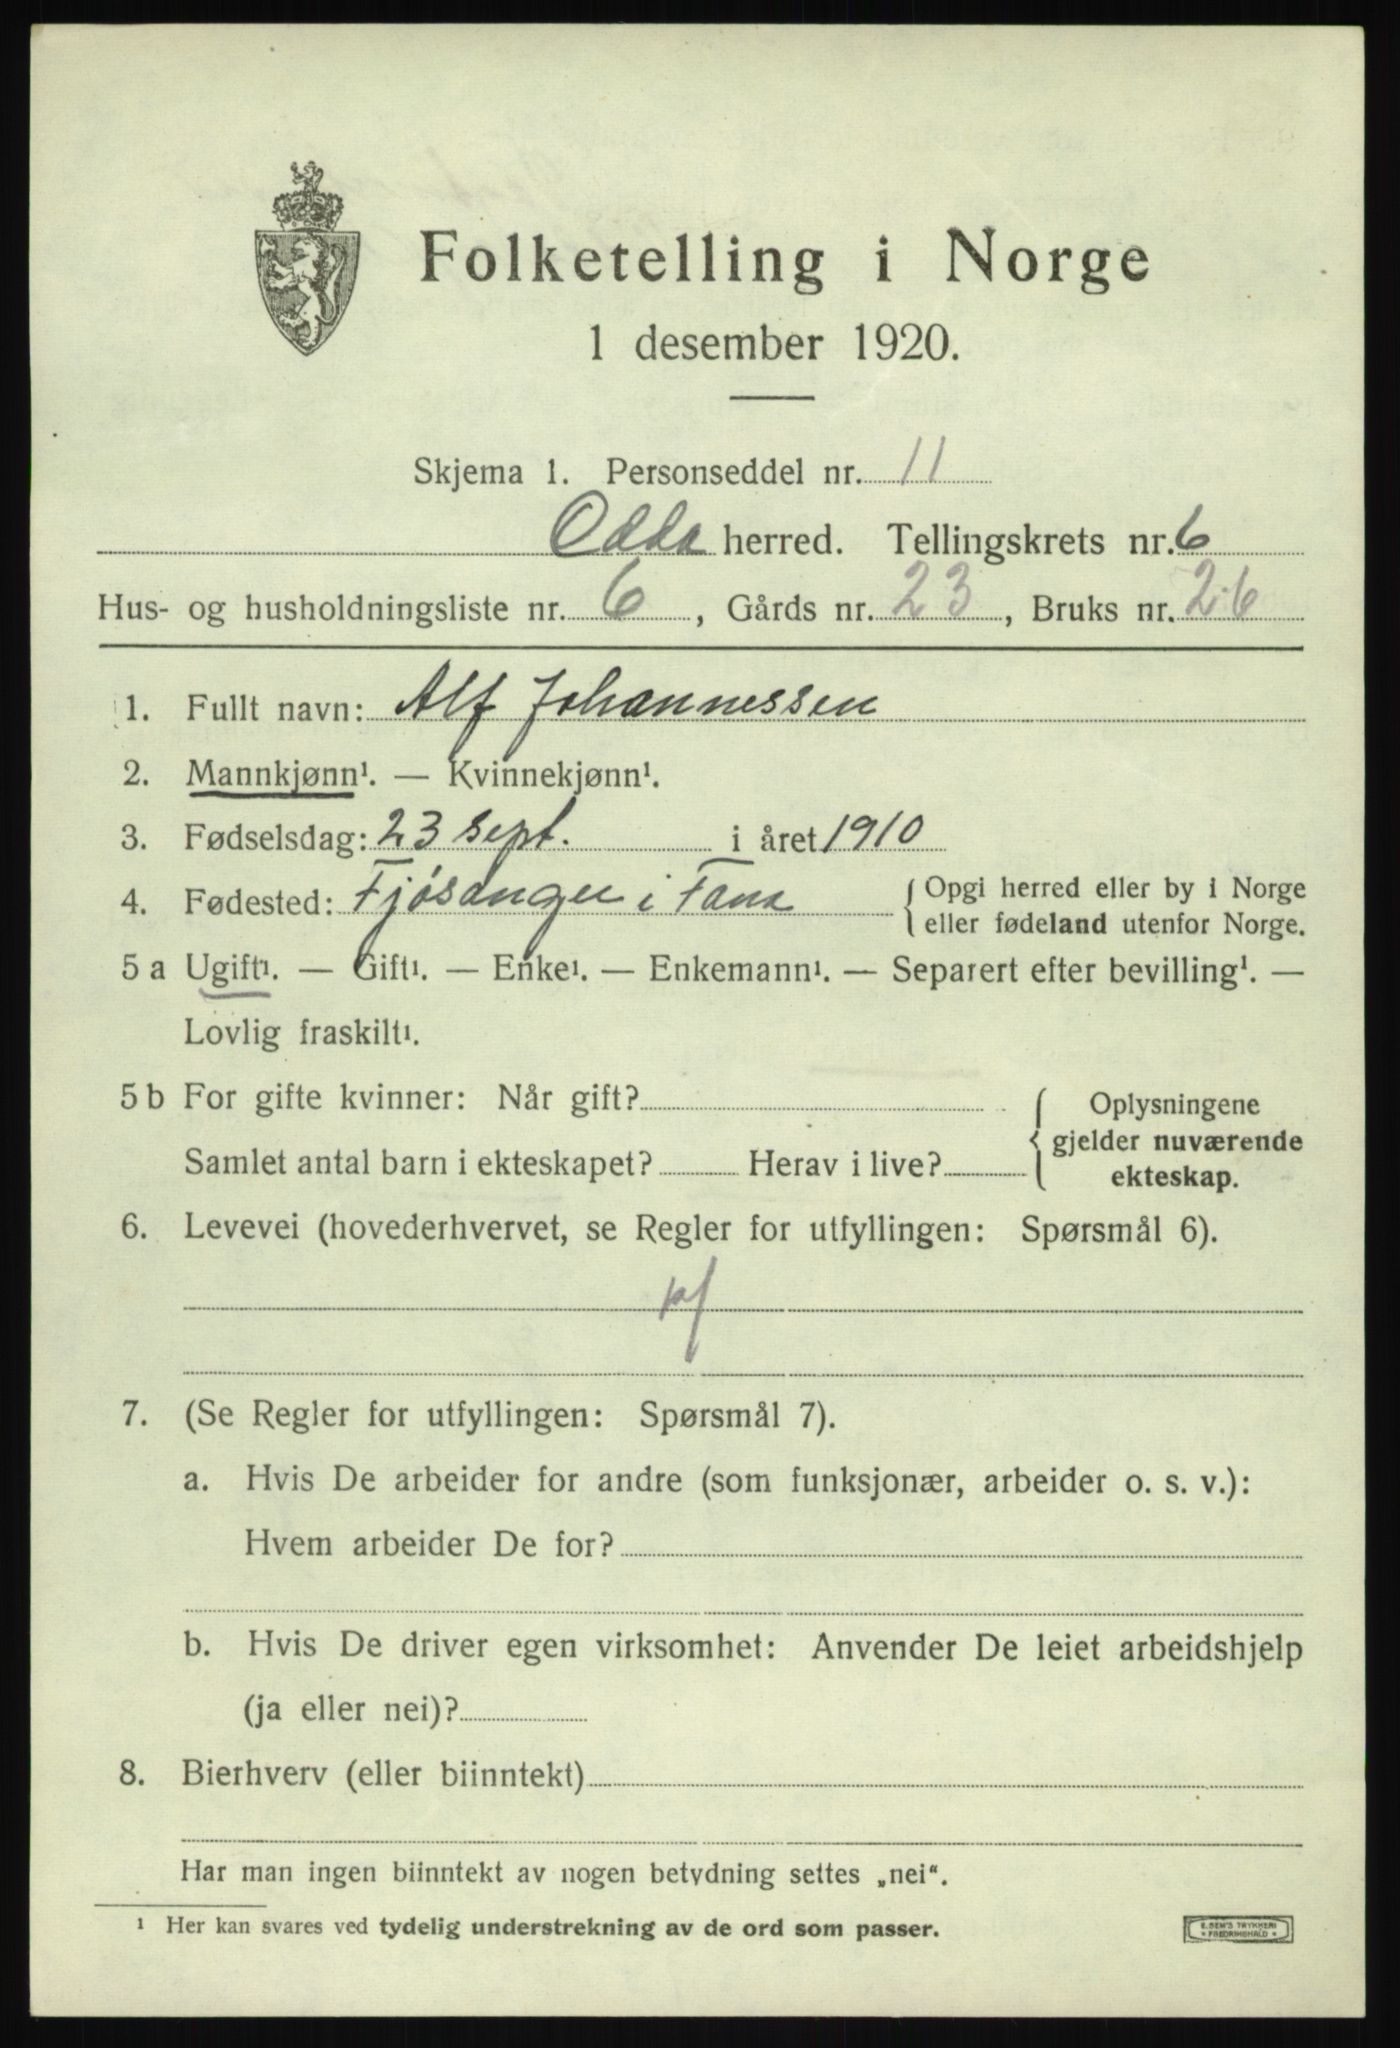 Folketelling i Norge
1 desember 1920.
Skjema 1. Personseddel nr. 11
Odda herred. Tellingskrets nr. 6
Hus- og husholdningsliste nr. 6, Gårds nr. 23, Bruks nr. 26
1. Fullt navn: Alf Johannessen
2. Mannkjønn¹. — Kvinnekjønn¹.
3. Fødselsdag: 23 sept. i året 1910
4. Fødested: Fjösanger i Fana { Opgi herred eller by i Norge
eller fødeland utenfor Norge.
5 a Ugift¹. — Gift¹. — Enke¹. — Enkemann¹. — Separert efter bevilling¹. —
Lovlig fraskilt¹.
5 b For gifte kvinner: Når gift? { Oplysningene
gjelder nuværende
Samlet antal barn i ekteskapet? Herav i live? ekteskap.
6. Levevei (hovederhvervet, se Regler for utfyllingen: Spørsmål 6).
7. (Se Regler for utfyllingen: Spørsmål 7).
a. Hvis De arbeider for andre (som funksjonær, arbeider o. s. v.):
Hvem arbeider De for?
b. Hvis De driver egen virksomhet: Anvender De leiet arbeidshjelp
(ja eller nei)?
8. Bierhverv (eller biinntekt)
Har man ingen biinntekt av nogen betydning settes „nei“.
¹ Her kan svares ved tydelig understrekning av de ord som passer.
E. SEM'S TRYKKERI
* FREDRIKSHALD *